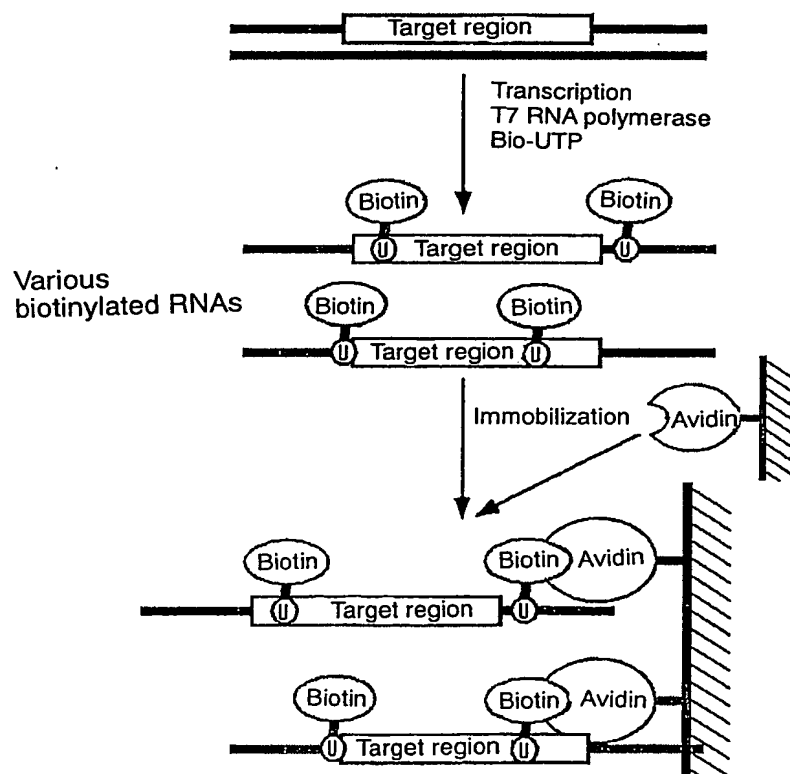 Target region
Transcription
T7 RNA polymerase
Bio-UTP
Biotin Biotin
U Target region U
Various
biotinylated RNAs
Biotin Biotin
U Target region U
Immobilization Avidin
Biotin Biotin Avidin
U Target region U
Biotin Biotin Avidin
U Target region U